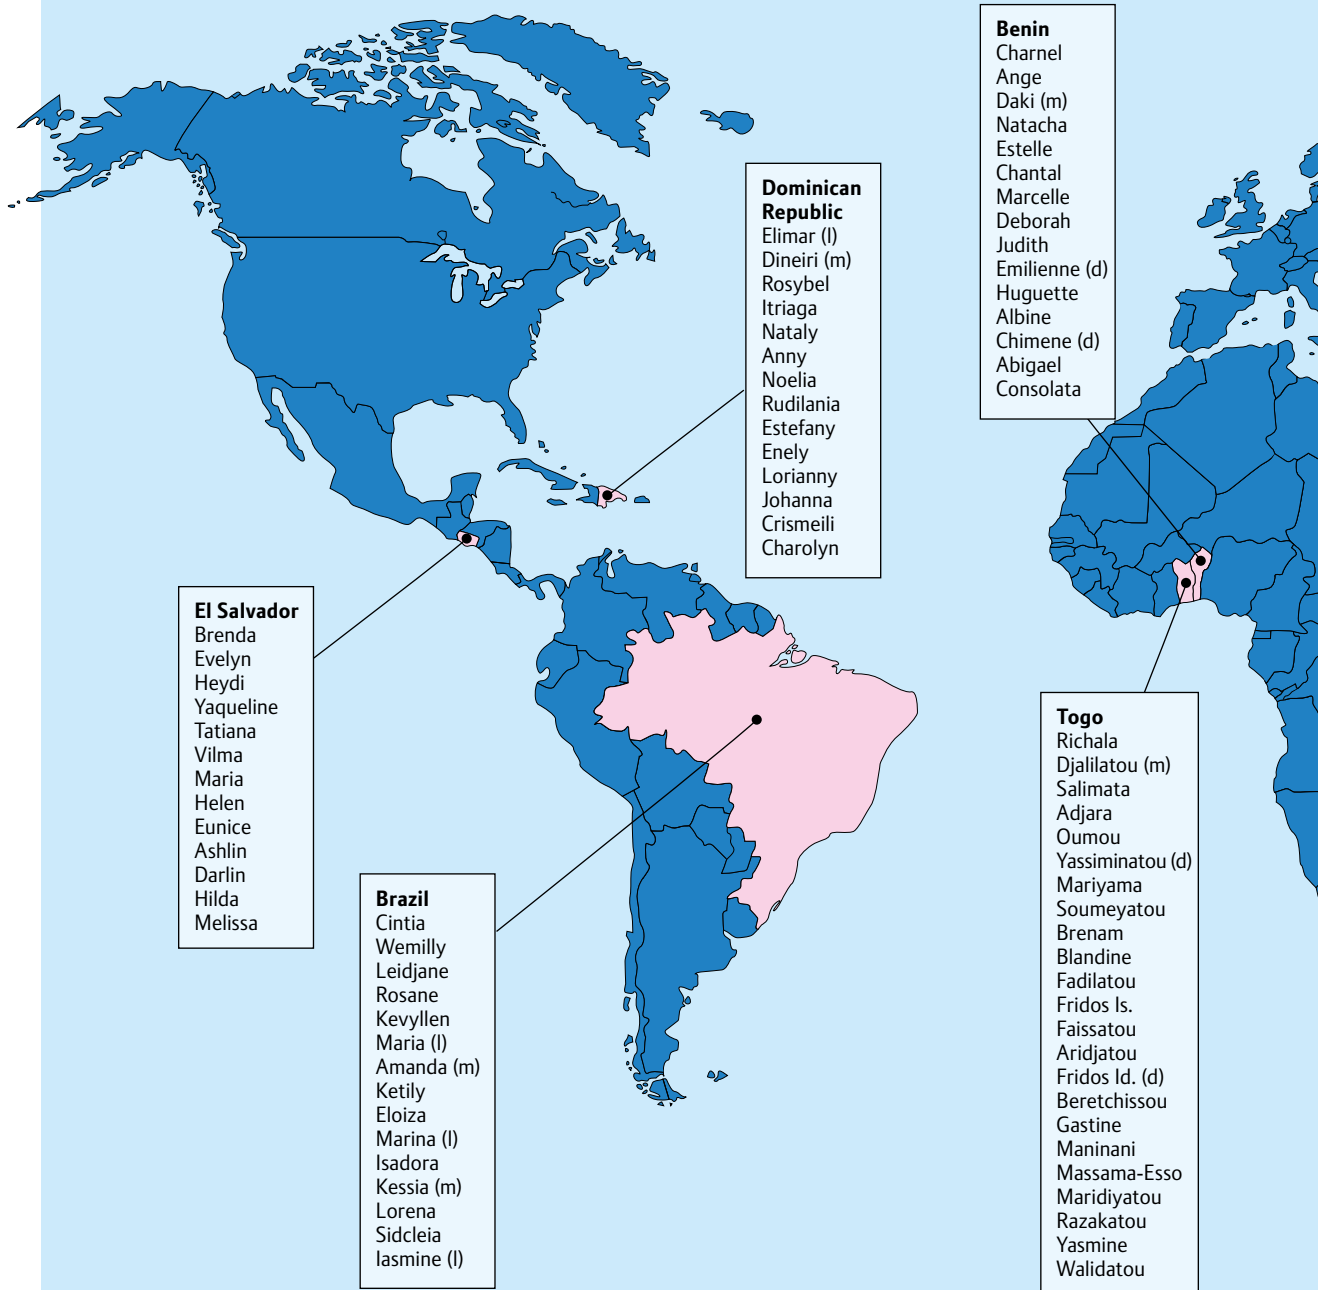 Benin
Charnel
Ange
Daki (m)
Natacha
Estelle
Chantal
Marcelle
Deborah
Judith
Emilienne (d)
Huguette
Albine
Chimene (d)
Abigael
Consolata
Dominican
Republic
Elimar (l)
Dineiri (m)
Rosybel
Itriaga
Nataly
Anny
Noelia
Rudilania
Estefany
Enely
Lorianny
Johanna
Crismeili
Charolyn
El Salvador
Brenda
Evelyn
Heydi
Yaqueline
Tatiana
Vilma
Maria
Helen
Eunice
Ashlin
Darlin
Hilda
Melissa
Brazil
Cintia
Wemilly
Leidjane
Rosane
Kevyllen
Maria (l)
Amanda (m)
Ketily
Eloiza
Marina (l)
Isadora
Kessia (m)
Lorena
Sidcleia
Iasmine (l)
Togo
Richala
Djalilatou (m)
Salimata
Adjara
Oumou
Yassiminatou (d)
Mariyama
Soumeyatou
Brenam
Blandine
Fadilatou
Fridos Is.
Faissatou
Aridjatou
Fridos Id. (d)
Beretchissou
Gastine
Maninani
Massama-Esso
Maridiyatou
Razakatou
Yasmine
Walidatou